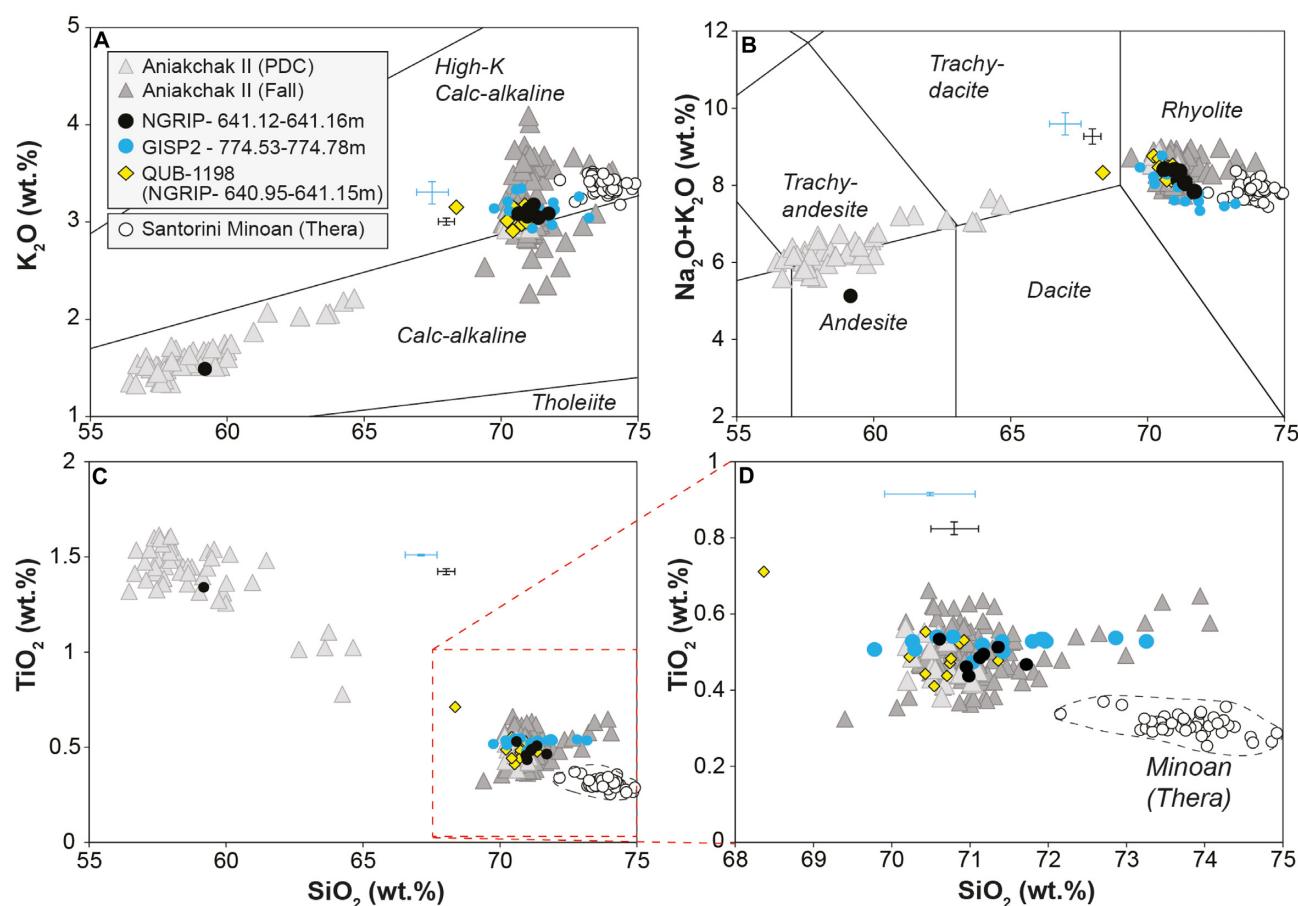 A
5
4
3
2
1
K2O (wt.%)
55
60
65
70
75
Aniakchak II (PDC)
Aniakchak II (Fall)
NGRIP- 641.12-641.16m
GISP2 - 774.53-774.78m
QUB-1198
(NGRIP- 640.95-641.15m)
Santorini Minoan (Thera)
High-K
Calc-alkaline
Calc-alkaline
Tholeiite
B
12
10
8
6
4
2
Na2O+K2O (wt.%)
55
60
65
70
75
Trachy-
dacite
Rhyolite
Trachy-
andesite
Andesite
Dacite
C
2
1.5
1
0.5
0
TiO2 (wt.%)
55
60
65
70
75
SiO2 (wt.%)
D
1
0.8
0.6
0.4
0.2
0
TiO2 (wt.%)
Minoan
(Thera)
68
69
70
71
72
73
74
75
SiO2 (wt.%)